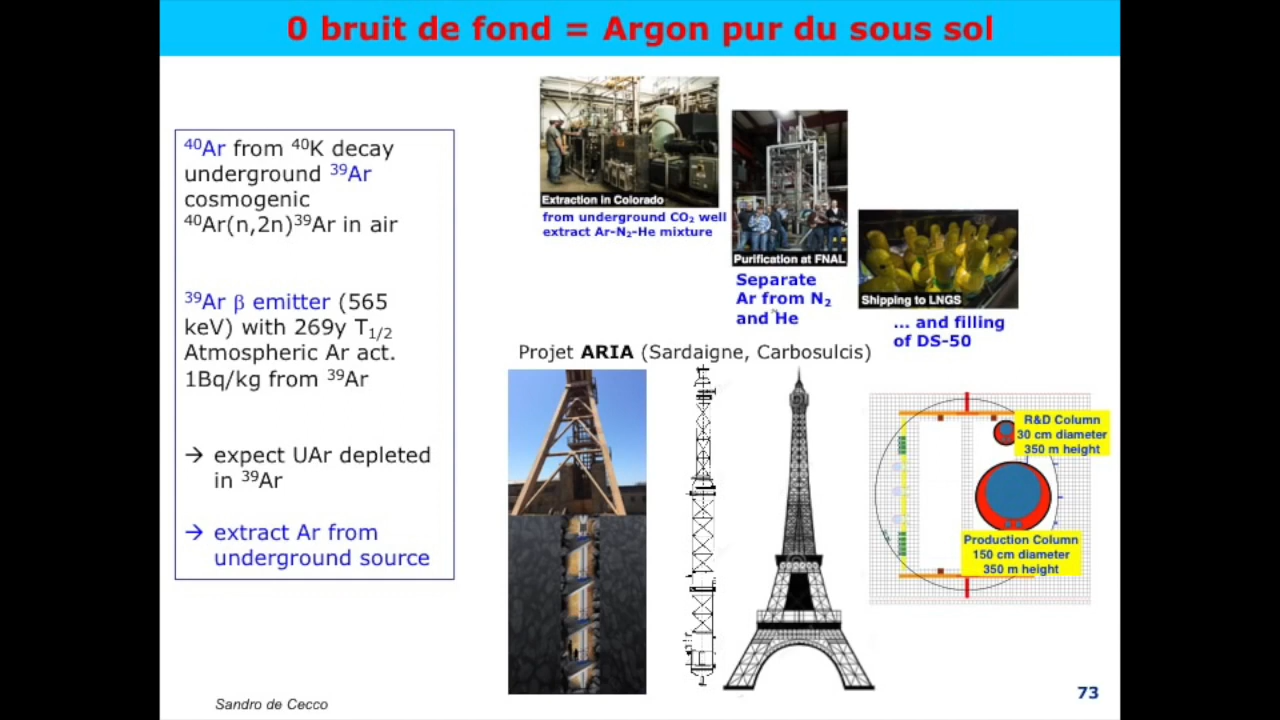 0 bruit de fond = Argon pur du sous sol
⁴⁰Ar from ⁴⁰K decay
underground ³⁹Ar
cosmogenic
⁴⁰Ar(n,2n)³⁹Ar in air
³⁹Ar β emitter (565
keV) with 269y T₁/₂
Atmospheric Ar act.
1Bq/kg from ³⁹Ar
→ expect UAr depleted
in ³⁹Ar
→ extract Ar from
underground source
Extraction in Colorado
from underground CO₂ well
extract Ar-N₂-He mixture
Purification at FNAL
Separate
Ar from N₂
and He
Shipping to LNGS
... and filling
of DS-50
Projet ARIA (Sardaigne, Carbosulcis)
R&D Column
30 cm diameter
350 m height
Production Column
150 cm diameter
350 m height
Sandro de Cecco
73